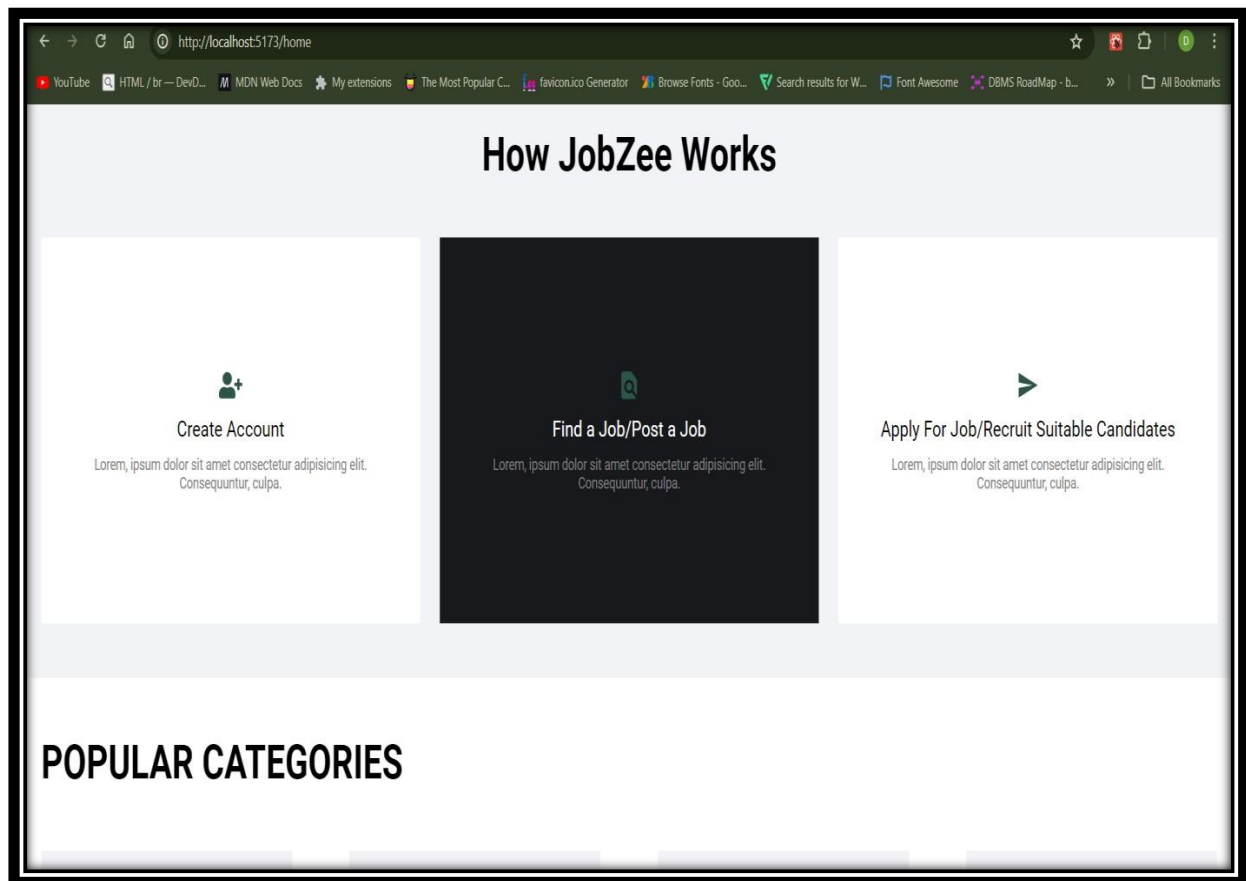 http://localhost:5173/home
YouTube HTML / br — DevD... MDN Web Docs My extensions The Most Popular C... favicon.ico Generator Browse Fonts - Goo... Search results for W... Font Awesome DBMS RoadMap - b... » All Bookmarks
How JobZee Works
Create Account
Lorem, ipsum dolor sit amet consectetur adipisicing elit.
Consequuntur, culpa.
Find a Job/Post a Job
Lorem, ipsum dolor sit amet consectetur adipisicing elit.
Consequuntur, culpa.
Apply For Job/Recruit Suitable Candidates
Lorem, ipsum dolor sit amet consectetur adipisicing elit.
Consequuntur, culpa.
POPULAR CATEGORIES